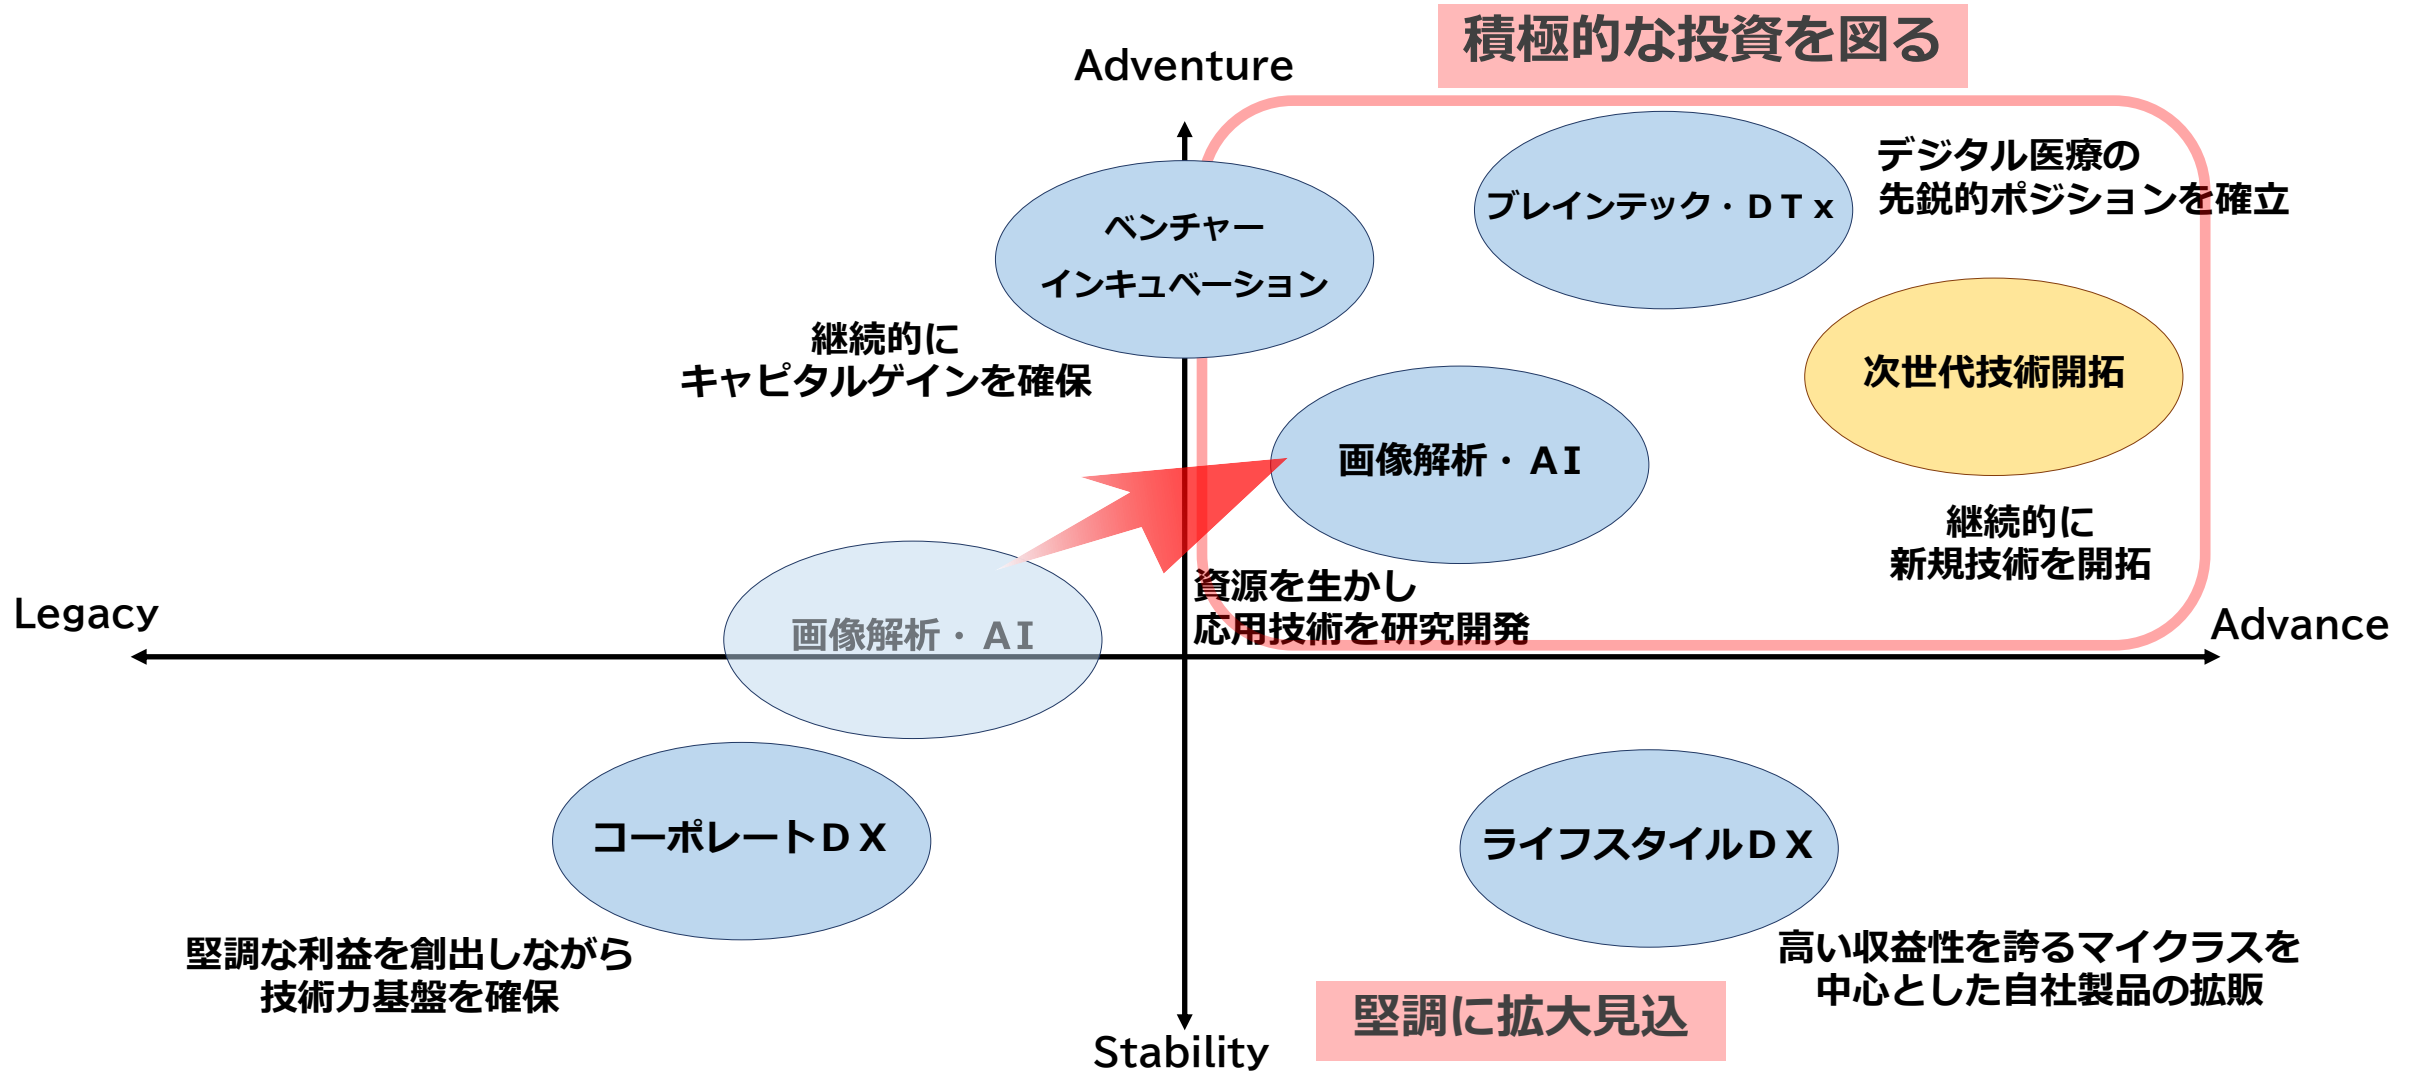 積極的な投資を図る
Adventure
デジタル医療の
先鋭的ポジションを確立
ブレインテック・ＤＴｘ
ベンチャー
インキュベーション
継続的に
キャピタルゲインを確保
次世代技術開拓
画像解析・ＡＩ
継続的に
新規技術を開拓
資源を生かし
応用技術を研究開発
Legacy
画像解析・ＡＩ
Advance
コーポレートＤＸ
ライフスタイルＤＸ
堅調な利益を創出しながら
技術力基盤を確保
高い収益性を誇るマイクラスを
中心とした自社製品の拡販
堅調に拡大見込
Stability